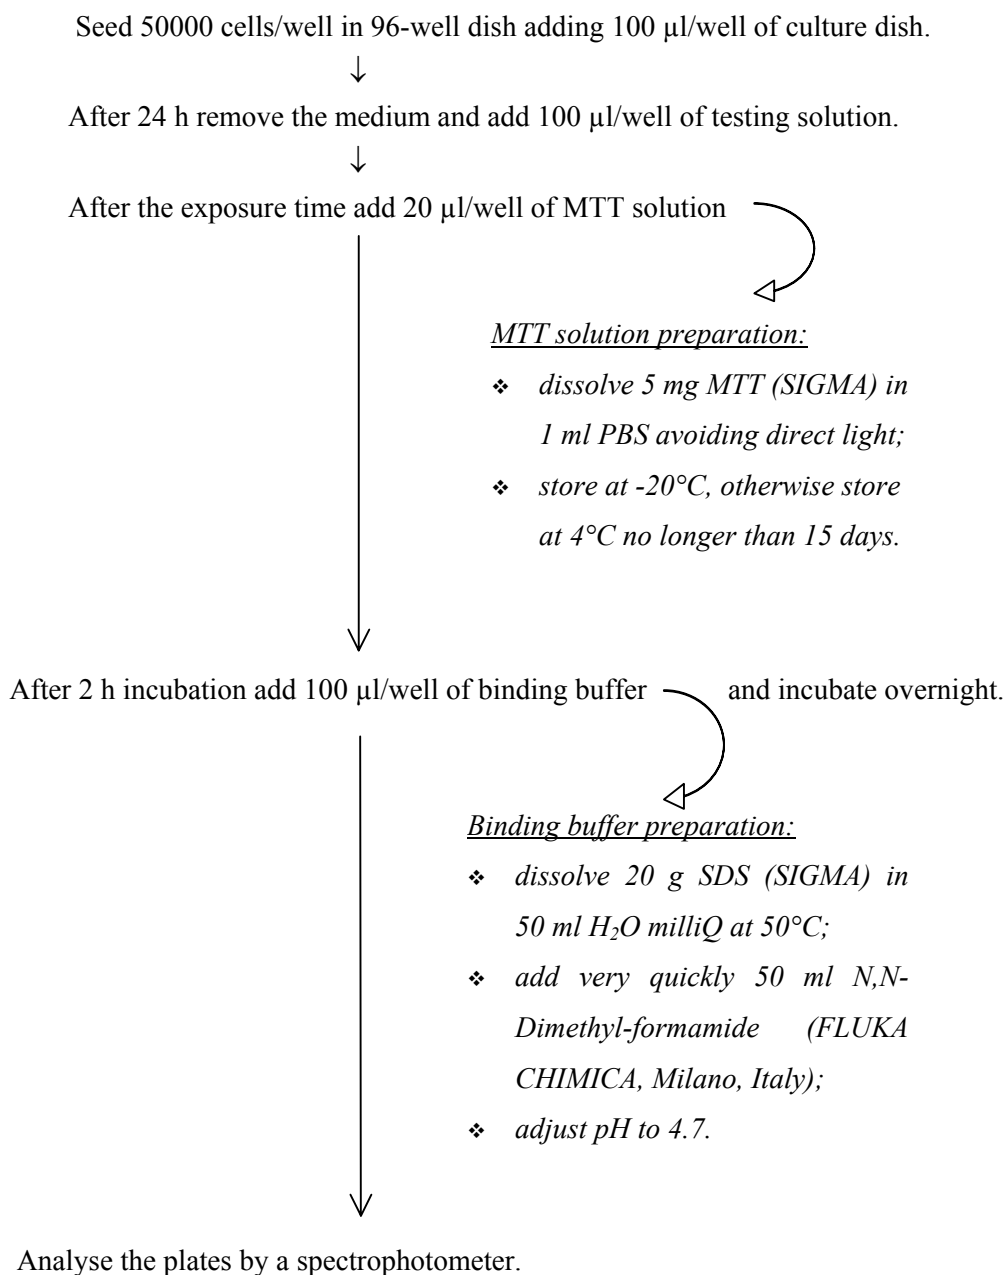 Seed 50000 cells/well in 96-well dish adding 100 µl/well of culture dish.
↓
After 24 h remove the medium and add 100 µl/well of testing solution.
↓
After the exposure time add 20 µl/well of MTT solution
MTT solution preparation:
❖ dissolve 5 mg MTT (SIGMA) in
1 ml PBS avoiding direct light;
❖ store at -20°C, otherwise store
at 4°C no longer than 15 days.
After 2 h incubation add 100 µl/well of binding buffer and incubate overnight.
Binding buffer preparation:
❖ dissolve 20 g SDS (SIGMA) in
50 ml H₂O milliQ at 50°C;
❖ add very quickly 50 ml N,N-
Dimethyl-formamide (FLUKA
CHIMICA, Milano, Italy);
❖ adjust pH to 4.7.
Analyse the plates by a spectrophotometer.